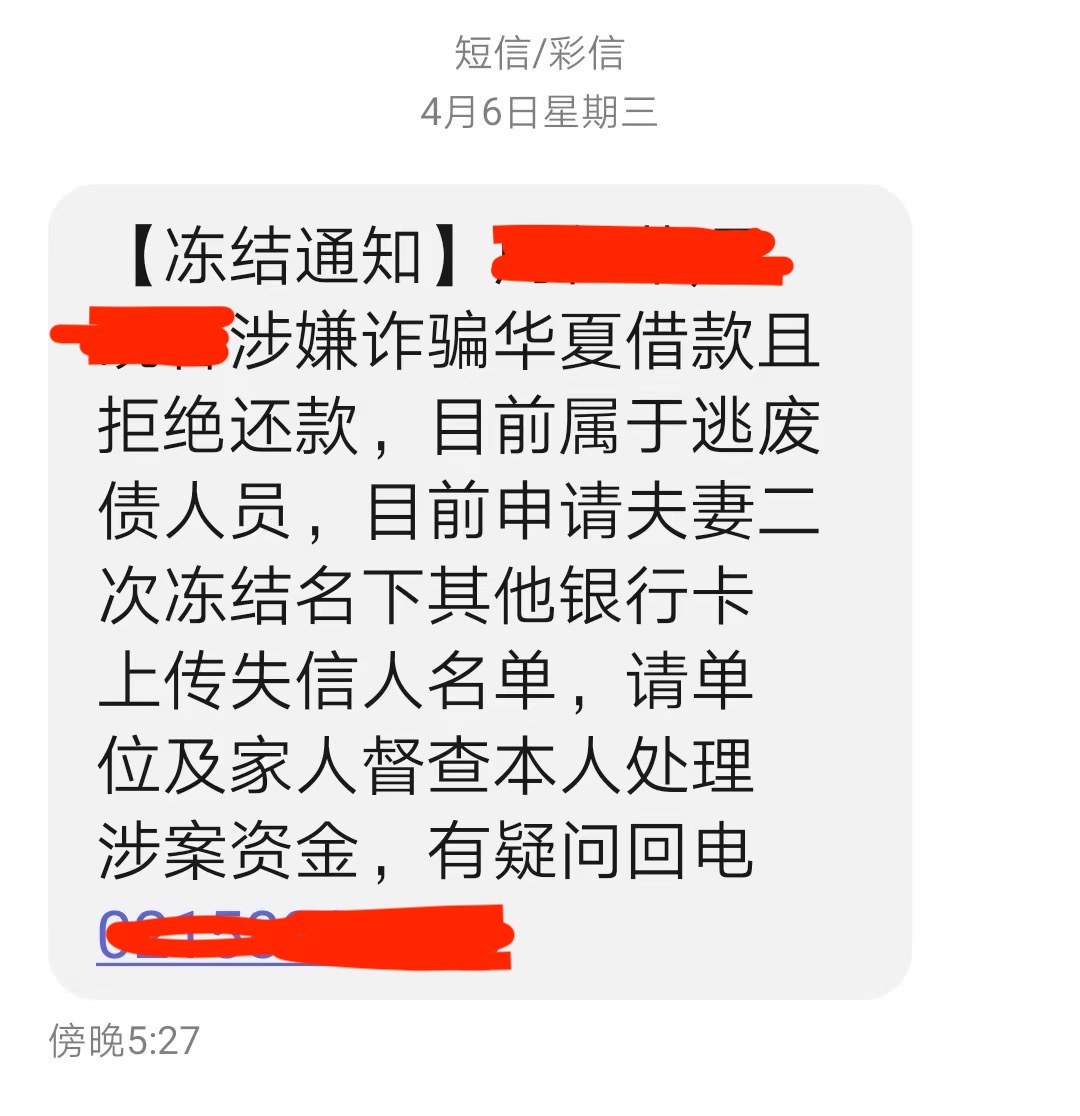 短信/彩信
4月6日星期三
【冻结通知】
涉嫌诈骗华夏借款且
拒绝还款，目前属于逃废
债人员，目前申请夫妻二
次冻结名下其他银行卡
上传失信人名单，请单
位及家人督查本人处理
涉案资金，有疑问回电
傍晚5:27